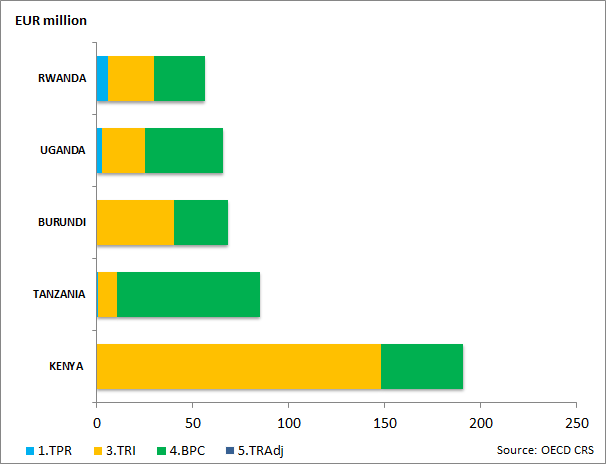 EUR million
RWANDA
UGANDA
BURUNDI
TANZANIA
KENYA
0 50 100 150 200 250
1.TPR 3.TRI 4.BPC 5.TRAdj
Source: OECD CRS